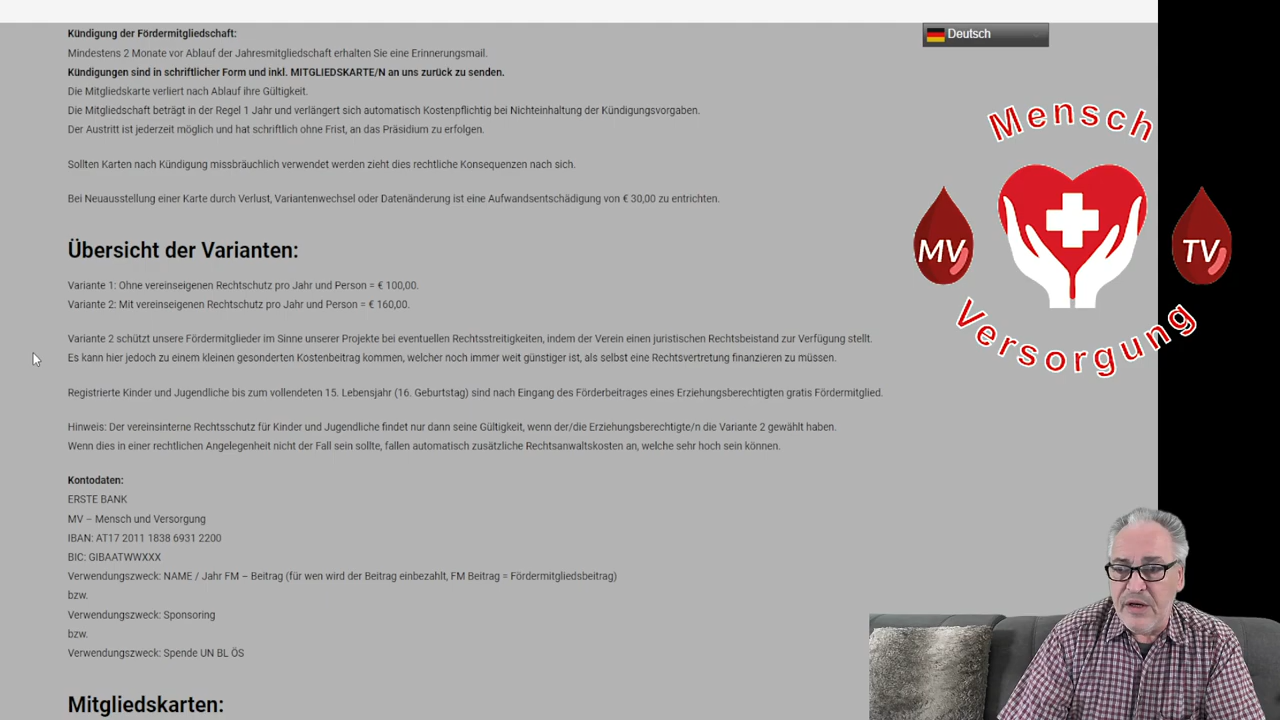 Kündigung der Fördermitgliedschaft:
Mindestens 2 Monate vor Ablauf der Jahresmitgliedschaft erhalten Sie eine Erinnerungsmail.
Kündigungen sind in schriftlicher Form und inkl. MITGLIEDSKARTE/N an uns zurück zu senden.
Die Mitgliedskarte verliert nach Ablauf ihre Gültigkeit.
Die Mitgliedschaft beträgt in der Regel 1 Jahr und verlängert sich automatisch Kostenpflichtig bei Nichteinhaltung der Kündigungsvorgaben.
Der Austritt ist jederzeit möglich und hat schriftlich ohne Frist, an das Präsidium zu erfolgen.
Sollten Karten nach Kündigung missbräuchlich verwendet werden zieht dies rechtliche Konsequenzen nach sich.
Bei Neuausstellung einer Karte durch Verlust, Variantenwechsel oder Datenänderung ist eine Aufwandsentschädigung von € 30,00 zu entrichten.
Übersicht der Varianten:
Variante 1: Ohne vereinseigenen Rechtschutz pro Jahr und Person = € 100,00.
Variante 2: Mit vereinseigenen Rechtschutz pro Jahr und Person = € 160,00.
Variante 2 schützt unsere Fördermitglieder im Sinne unserer Projekte bei eventuellen Rechtsstreitigkeiten, indem der Verein einen juristischen Rechtsbeistand zur Verfügung stellt.
Es kann hier jedoch zu einem kleinen gesonderten Kostenbeitrag kommen, welcher noch immer weit günstiger ist, als selbst eine Rechtsvertretung finanzieren zu müssen.
Registrierte Kinder und Jugendliche bis zum vollendeten 15. Lebensjahr (16. Geburtstag) sind nach Eingang des Förderbeitrages eines Erziehungsberechtigten gratis Fördermitglied.
Hinweis: Der vereinsinterne Rechtsschutz für Kinder und Jugendliche findet nur dann seine Gültigkeit, wenn der/die Erziehungsberechtigte/n die Variante 2 gewählt haben.
Wenn dies in einer rechtlichen Angelegenheit nicht der Fall sein sollte, fallen automatisch zusätzliche Rechtsanwaltskosten an, welche sehr hoch sein können.
Kontodaten:
ERSTE BANK
MV – Mensch und Versorgung
IBAN: AT17 2011 1838 6931 2200
BIC: GIBAATWWXXX
Verwendungszweck: NAME / Jahr FM – Beitrag (für wen wird der Beitrag einbezahlt, FM Beitrag = Fördermitgliedsbeitrag)
bzw.
Verwendungszweck: Sponsoring
bzw.
Verwendungszweck: Spende UN BL ÖS
Mitgliedskarten:
Deutsch
Mensch
MV
TV
Versorgung